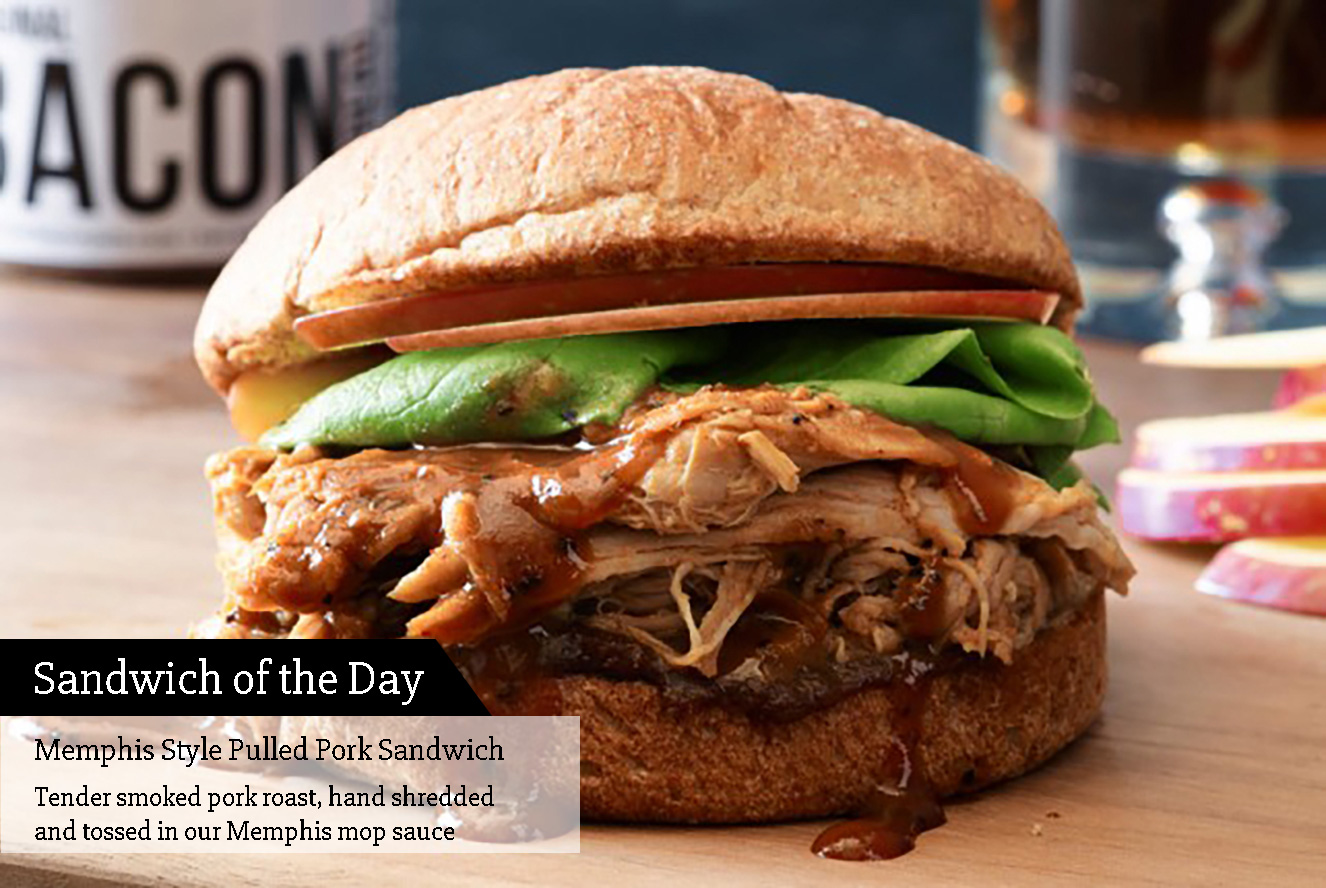 BACON
Sandwich of the Day
Memphis Style Pulled Pork Sandwich
Tender smoked pork roast, hand shredded
and tossed in our Memphis mop sauce